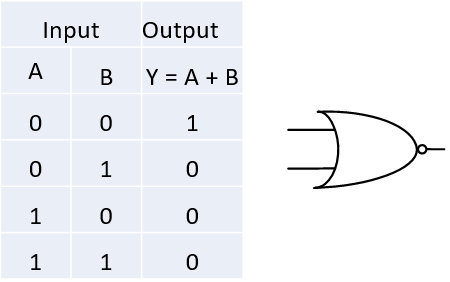 Input Output
A B Y = A + B
0 0 1
0 1 0
1 0 0
1 1 0